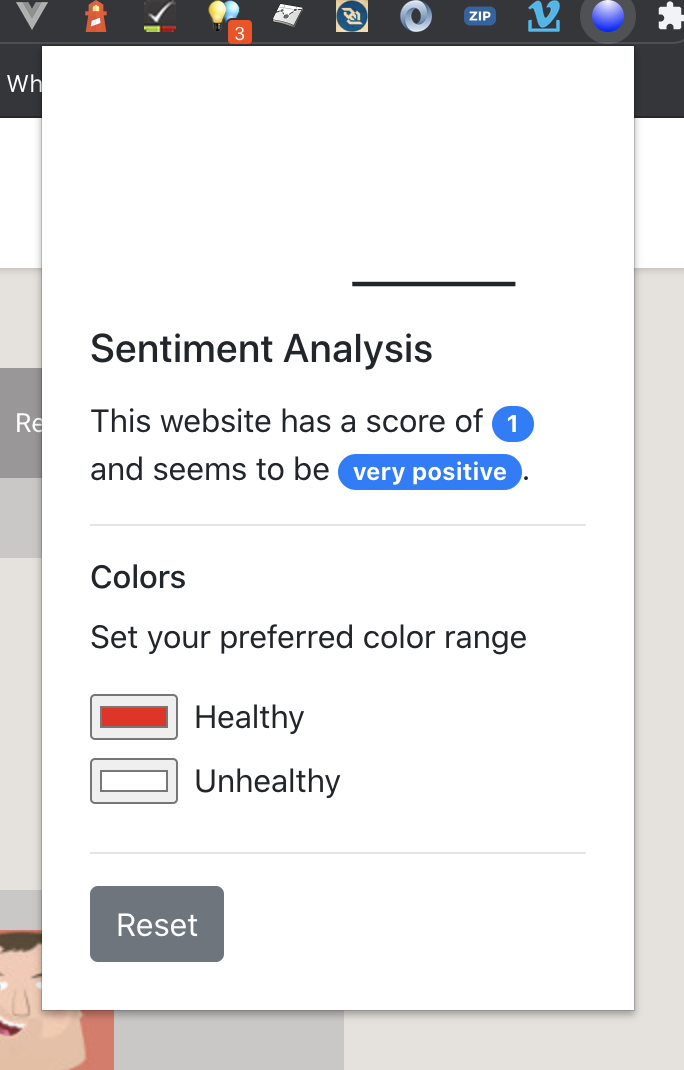 3
ZIP
Wh
Sentiment Analysis
This website has a score of 1
and seems to be very positive.
Colors
Set your preferred color range
Re
Healthy
Unhealthy
Reset